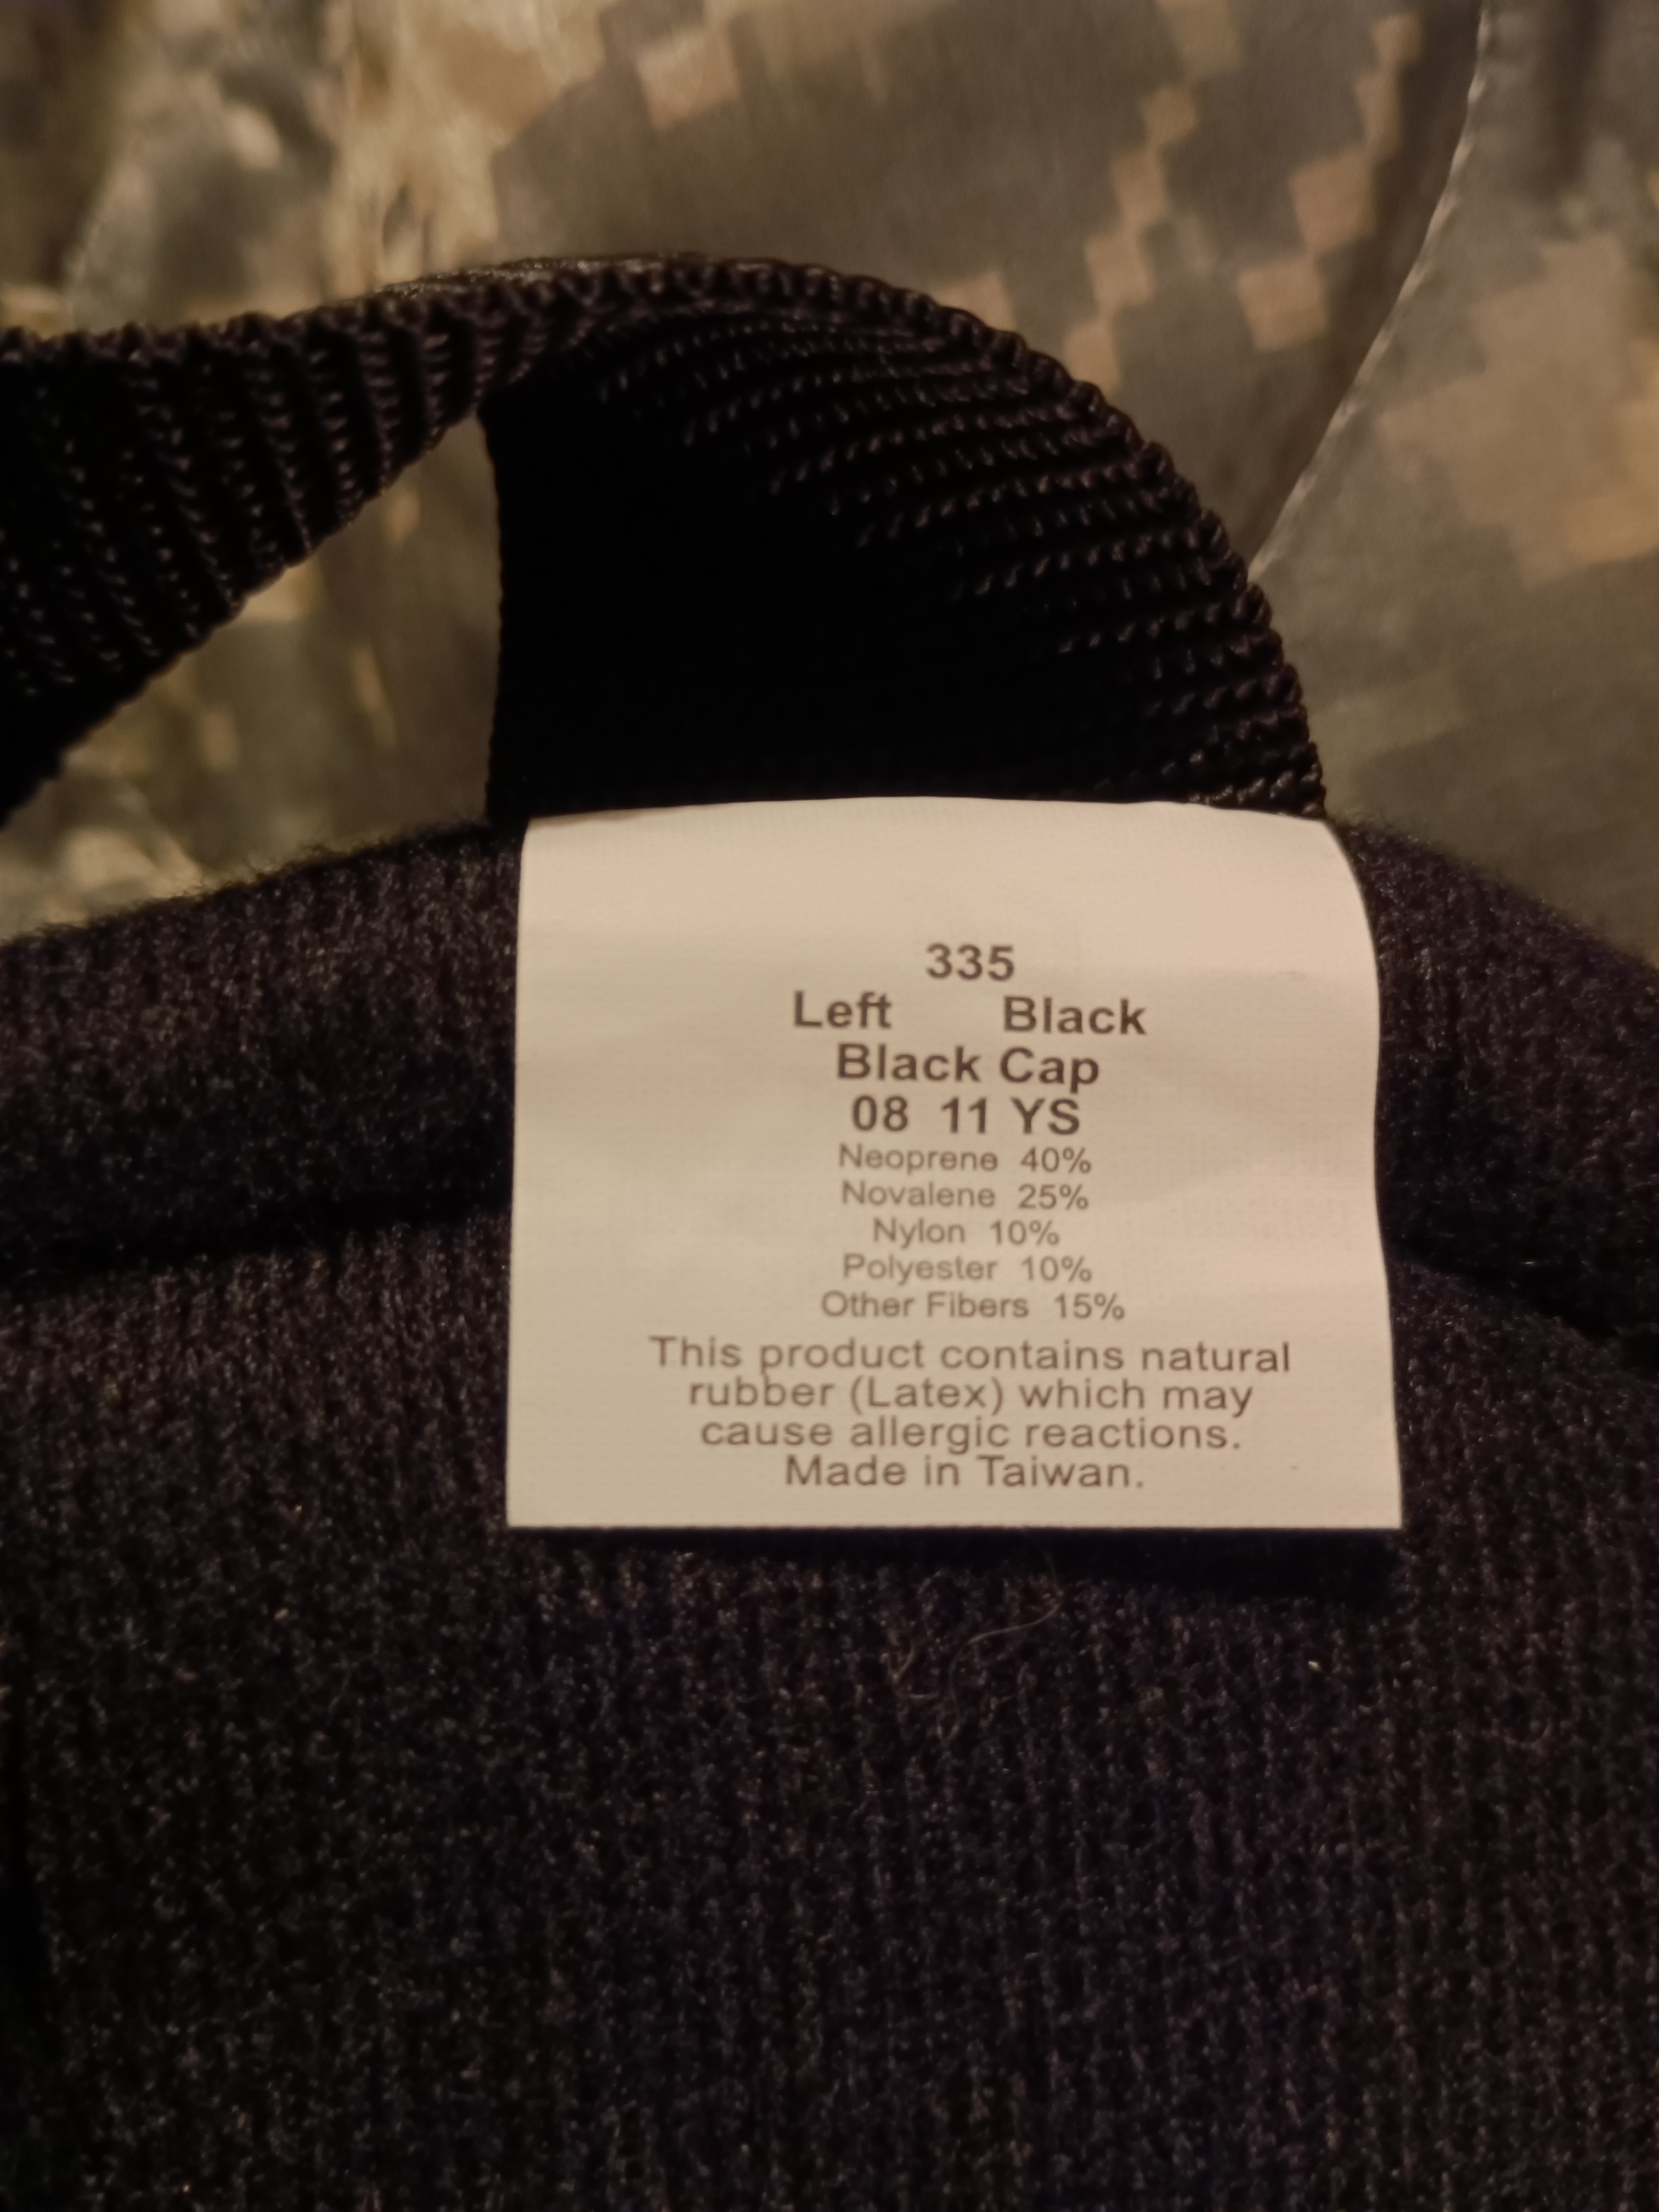 335
Left Black
Black Cap
08 11 YS
Neoprene 40%
Novalene 25%
Nylon 10%
Polyester 10%
Other Fibers 15%
This product contains natural
rubber (Latex) which may
cause allergic reactions.
Made in Taiwan.